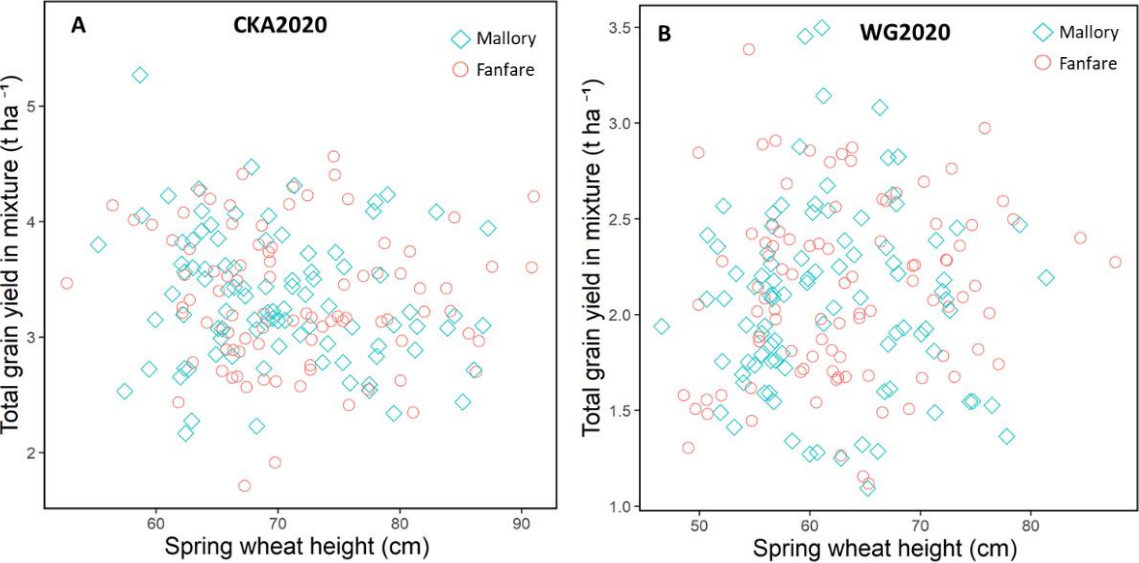 A
CKA2020
Mallory
Fanfare
Total grain yield in mixture (t ha ⁻¹)
5
4
3
2
60
70
80
90
Spring wheat height (cm)
B
WG2020
Mallory
Fanfare
Total grain yield in mixture (t ha ⁻¹)
3.5
3.0
2.5
2.0
1.5
1.0
50
60
70
80
Spring wheat height (cm)